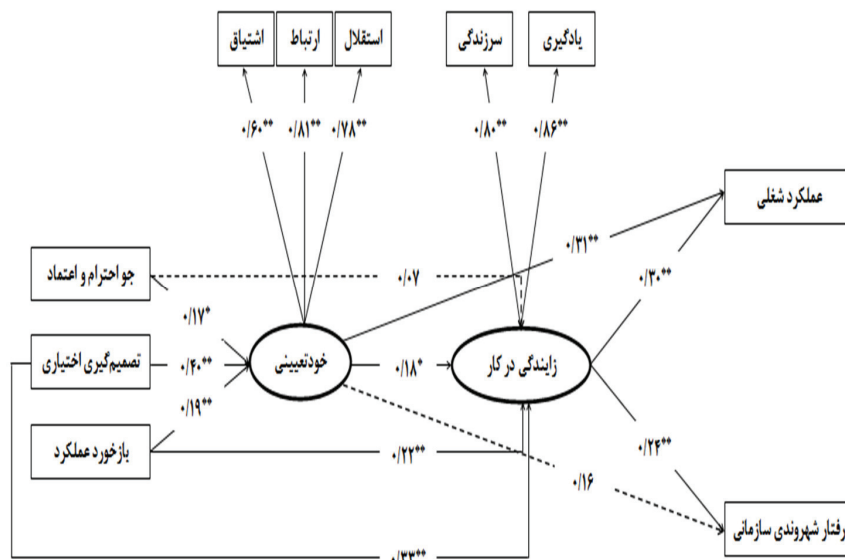 یادگیری
سرزندگی
استقلال
ارتباط
اشتیاق
۰/۸۶**
۰/۸۰**
۰/۷۸**
۰/۸۱**
۰/۶۰**
عملکرد شغلی
۰/۳۱**
۰/۳۰**
جو احترام و اعتماد
۰/۰۷
۰/۱۷*
تصمیم‌گیری اختیاری
۰/۴۰**
خودتعیینی
۰/۱۸*
زایندگی در کار
۰/۱۹**
بازخورد عملکرد
۰/۲۲**
۰/۲۴**
۰/۱۶
رفتار شهروندی سازمانی
۰/۳۳**